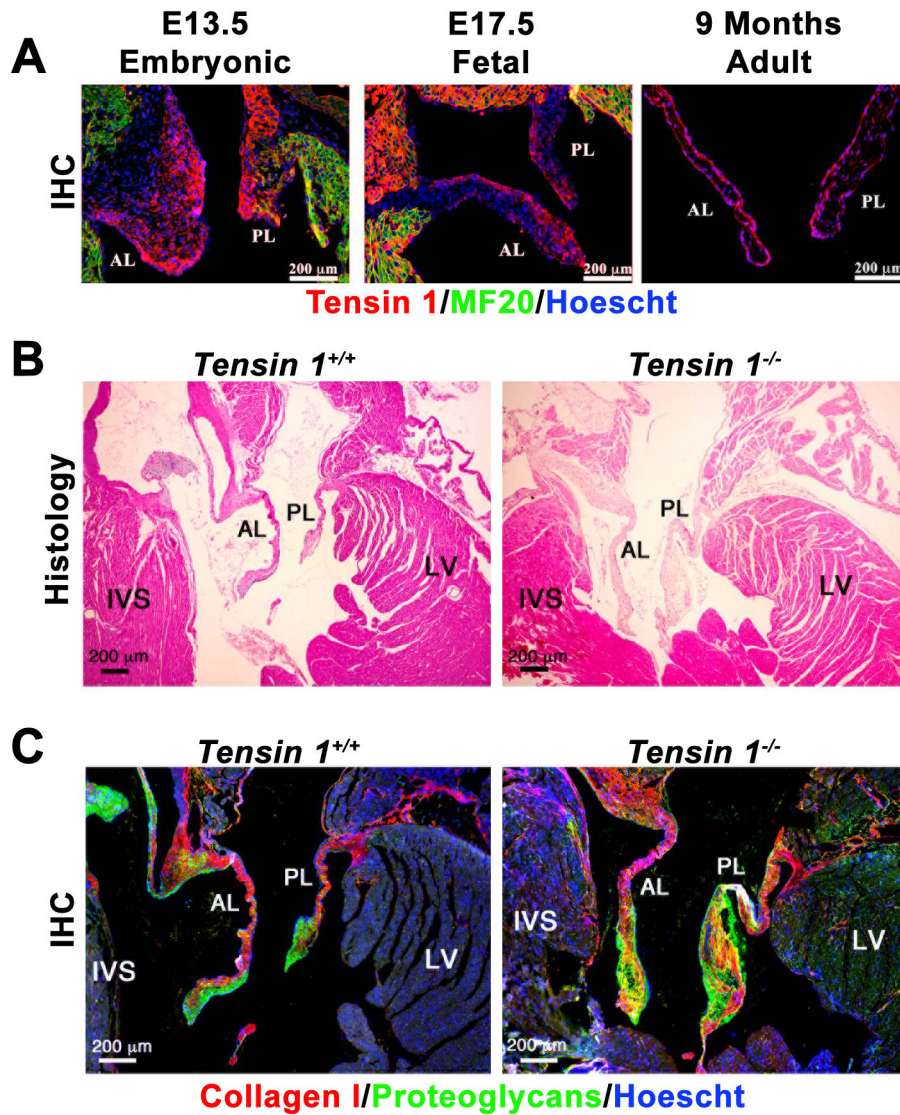 E13.5 Embryonic
E17.5 Fetal
9 Months Adult
A
IHC
AL
PL
200 µm
PL
AL
200 µm
AL
PL
200 µm
Tensin 1/MF20/Hoescht
B
Tensin 1+/+
Tensin 1-/-
Histology
AL
PL
IVS
LV
200 µm
PL
AL
IVS
LV
200 µm
C
Tensin 1+/+
Tensin 1-/-
IHC
AL
PL
IVS
LV
200 µm
PL
AL
IVS
LV
200 µm
Collagen I/Proteoglycans/Hoescht